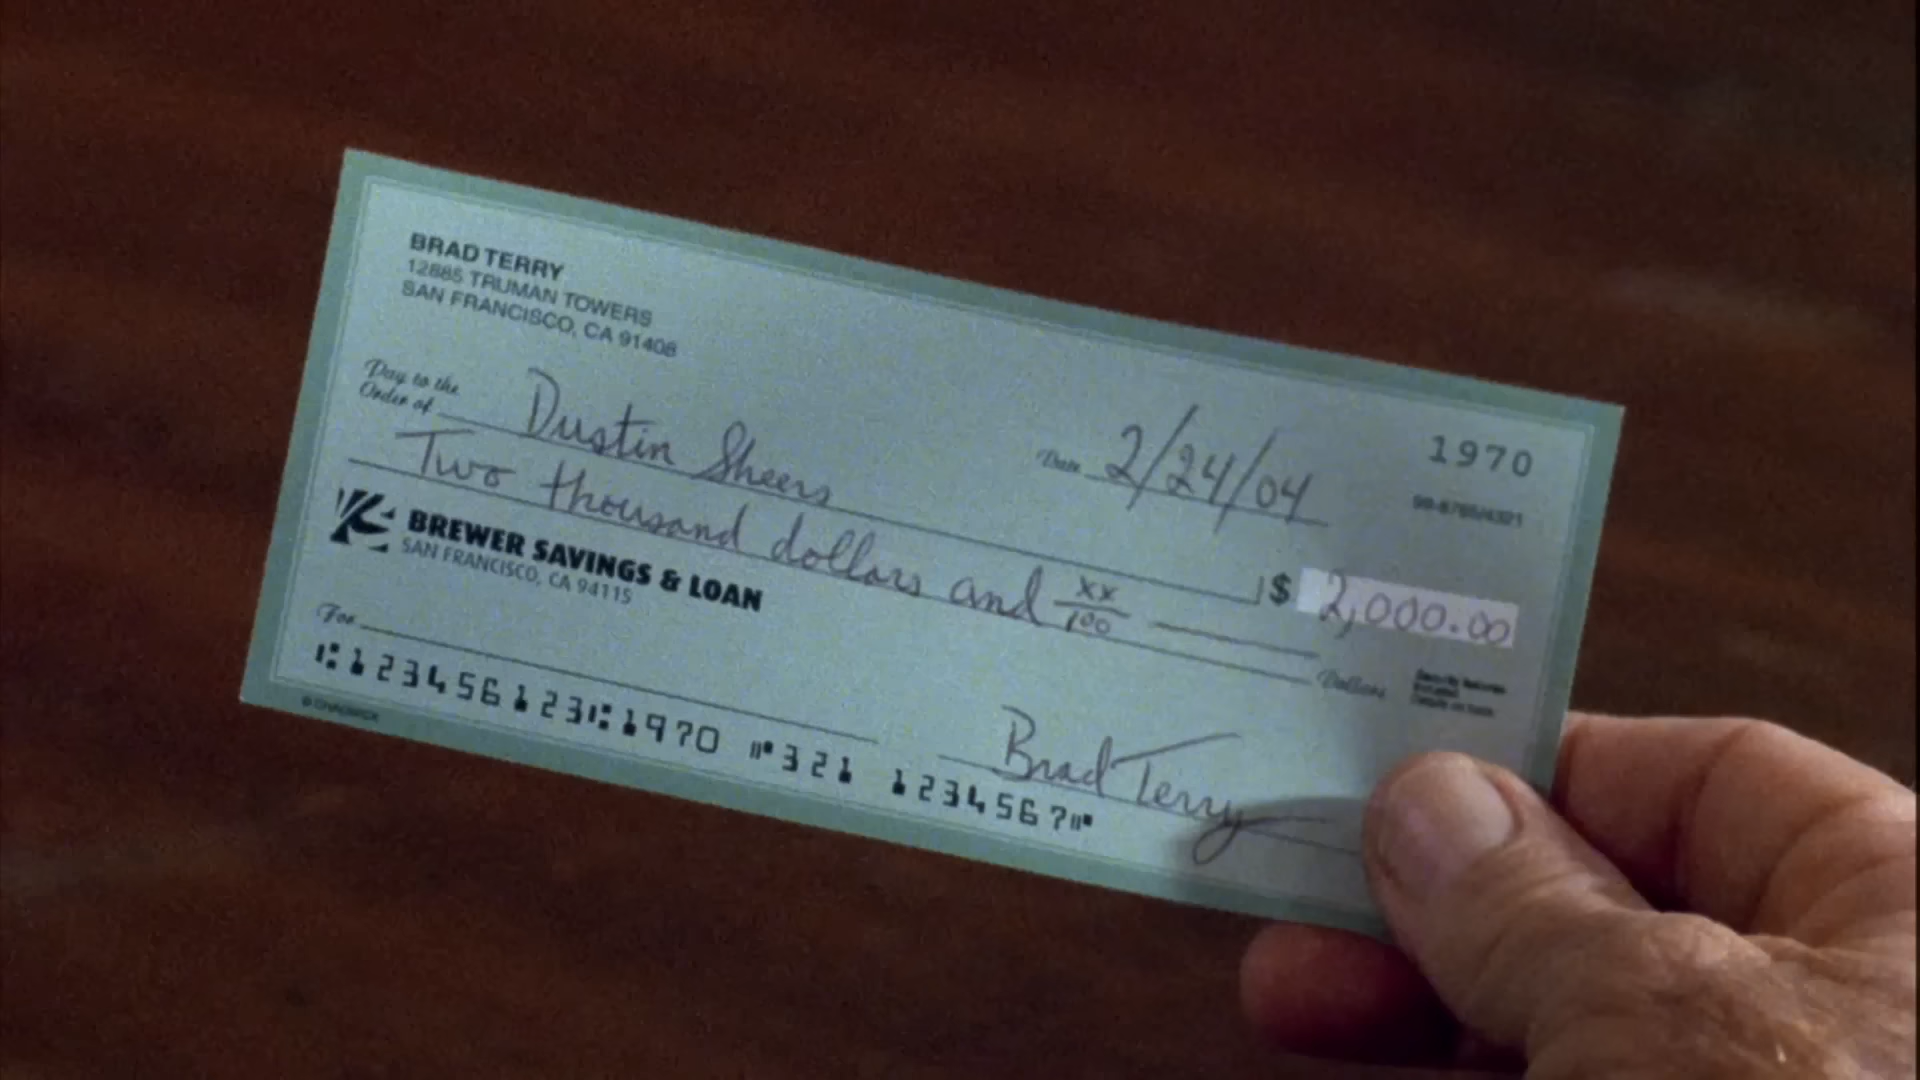 BRAD TERRY
12885 TRUMAN TOWERS
SAN FRANCISCO, CA 91408
1970
Date 2/24/04
Pay to the
Order of Dustin Sheers
$ 2,000.00
Two thousand dollars and xx/100
Dollars
BREWER SAVINGS & LOAN
SAN FRANCISCO, CA 94115
For
Brad Terry
⑆123456123⑆1970 ⑈321 1234567⑈